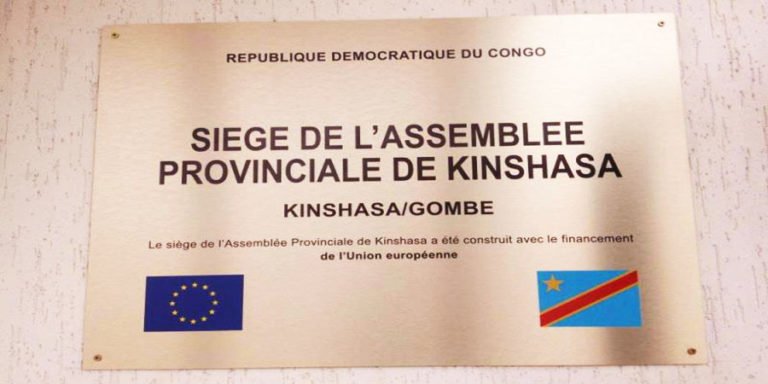 REPUBLIQUE DEMOCRATIQUE DU CONGO
SIEGE DE L'ASSEMBLEE
PROVINCIALE DE KINSHASA
KINSHASA/GOMBE
Le siège de l'Assemblée Provinciale de Kinshasa a été construit avec le financement
de l'Union européenne